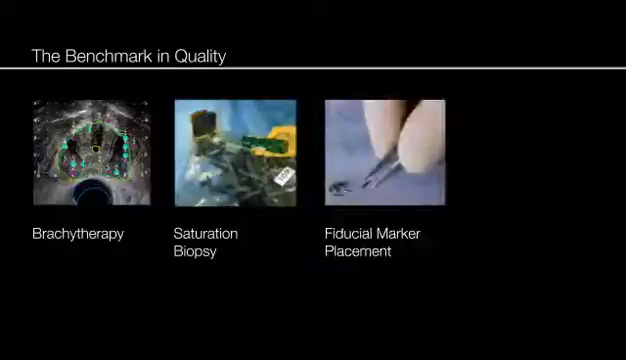 The Benchmark in Quality
Brachytherapy
Saturation
Biopsy
Fiducial Marker
Placement